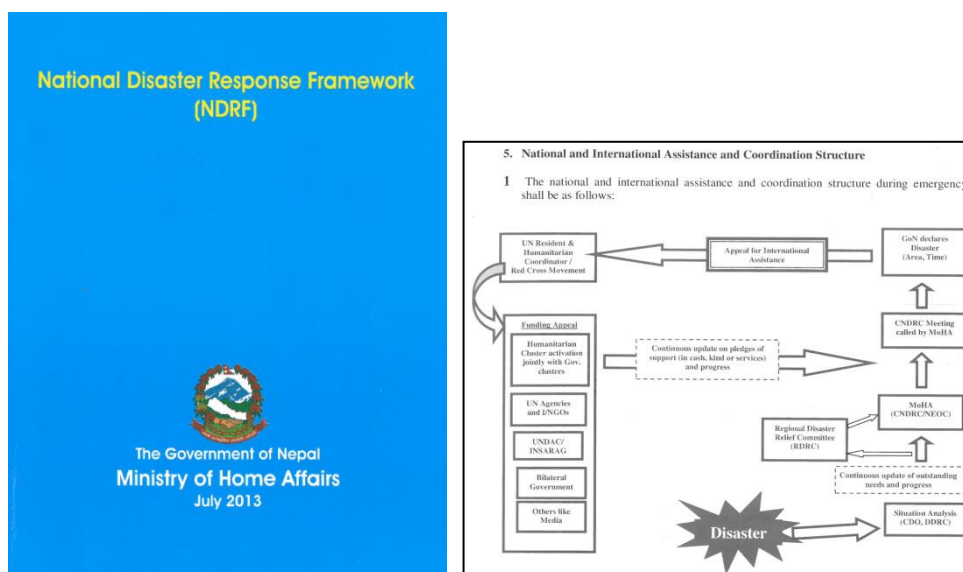 National Disaster Response Framework
(NDRF)
The Government of Nepal
Ministry of Home Affairs
July 2013
5. National and International Assistance and Coordination Structure
1 The national and international assistance and coordination structure during emergency
shall be as follows:
UN Resident &
Humanitarian
Coordinator /
Red Cross Movement
Appeal for International
Assistance
GoN declares
Disaster
(Area, Time)
Funding Appeal
Humanitarian
Cluster activation
jointly with Gov.
clusters
UN Agencies
and I/NGOs
UNDAC/
INSARAG
Bilateral
Government
Others like
Media
Continuous update on pledges of
support (in cash, kind or services)
and progress
CNDRC Meeting
called by MoHA
MoHA
(CNDRC/NEOC)
Regional Disaster
Relief Committee
(RDRC)
Continuous update of outstanding
needs and progress
Situation Analysis
(CDO, DDRC)
Disaster